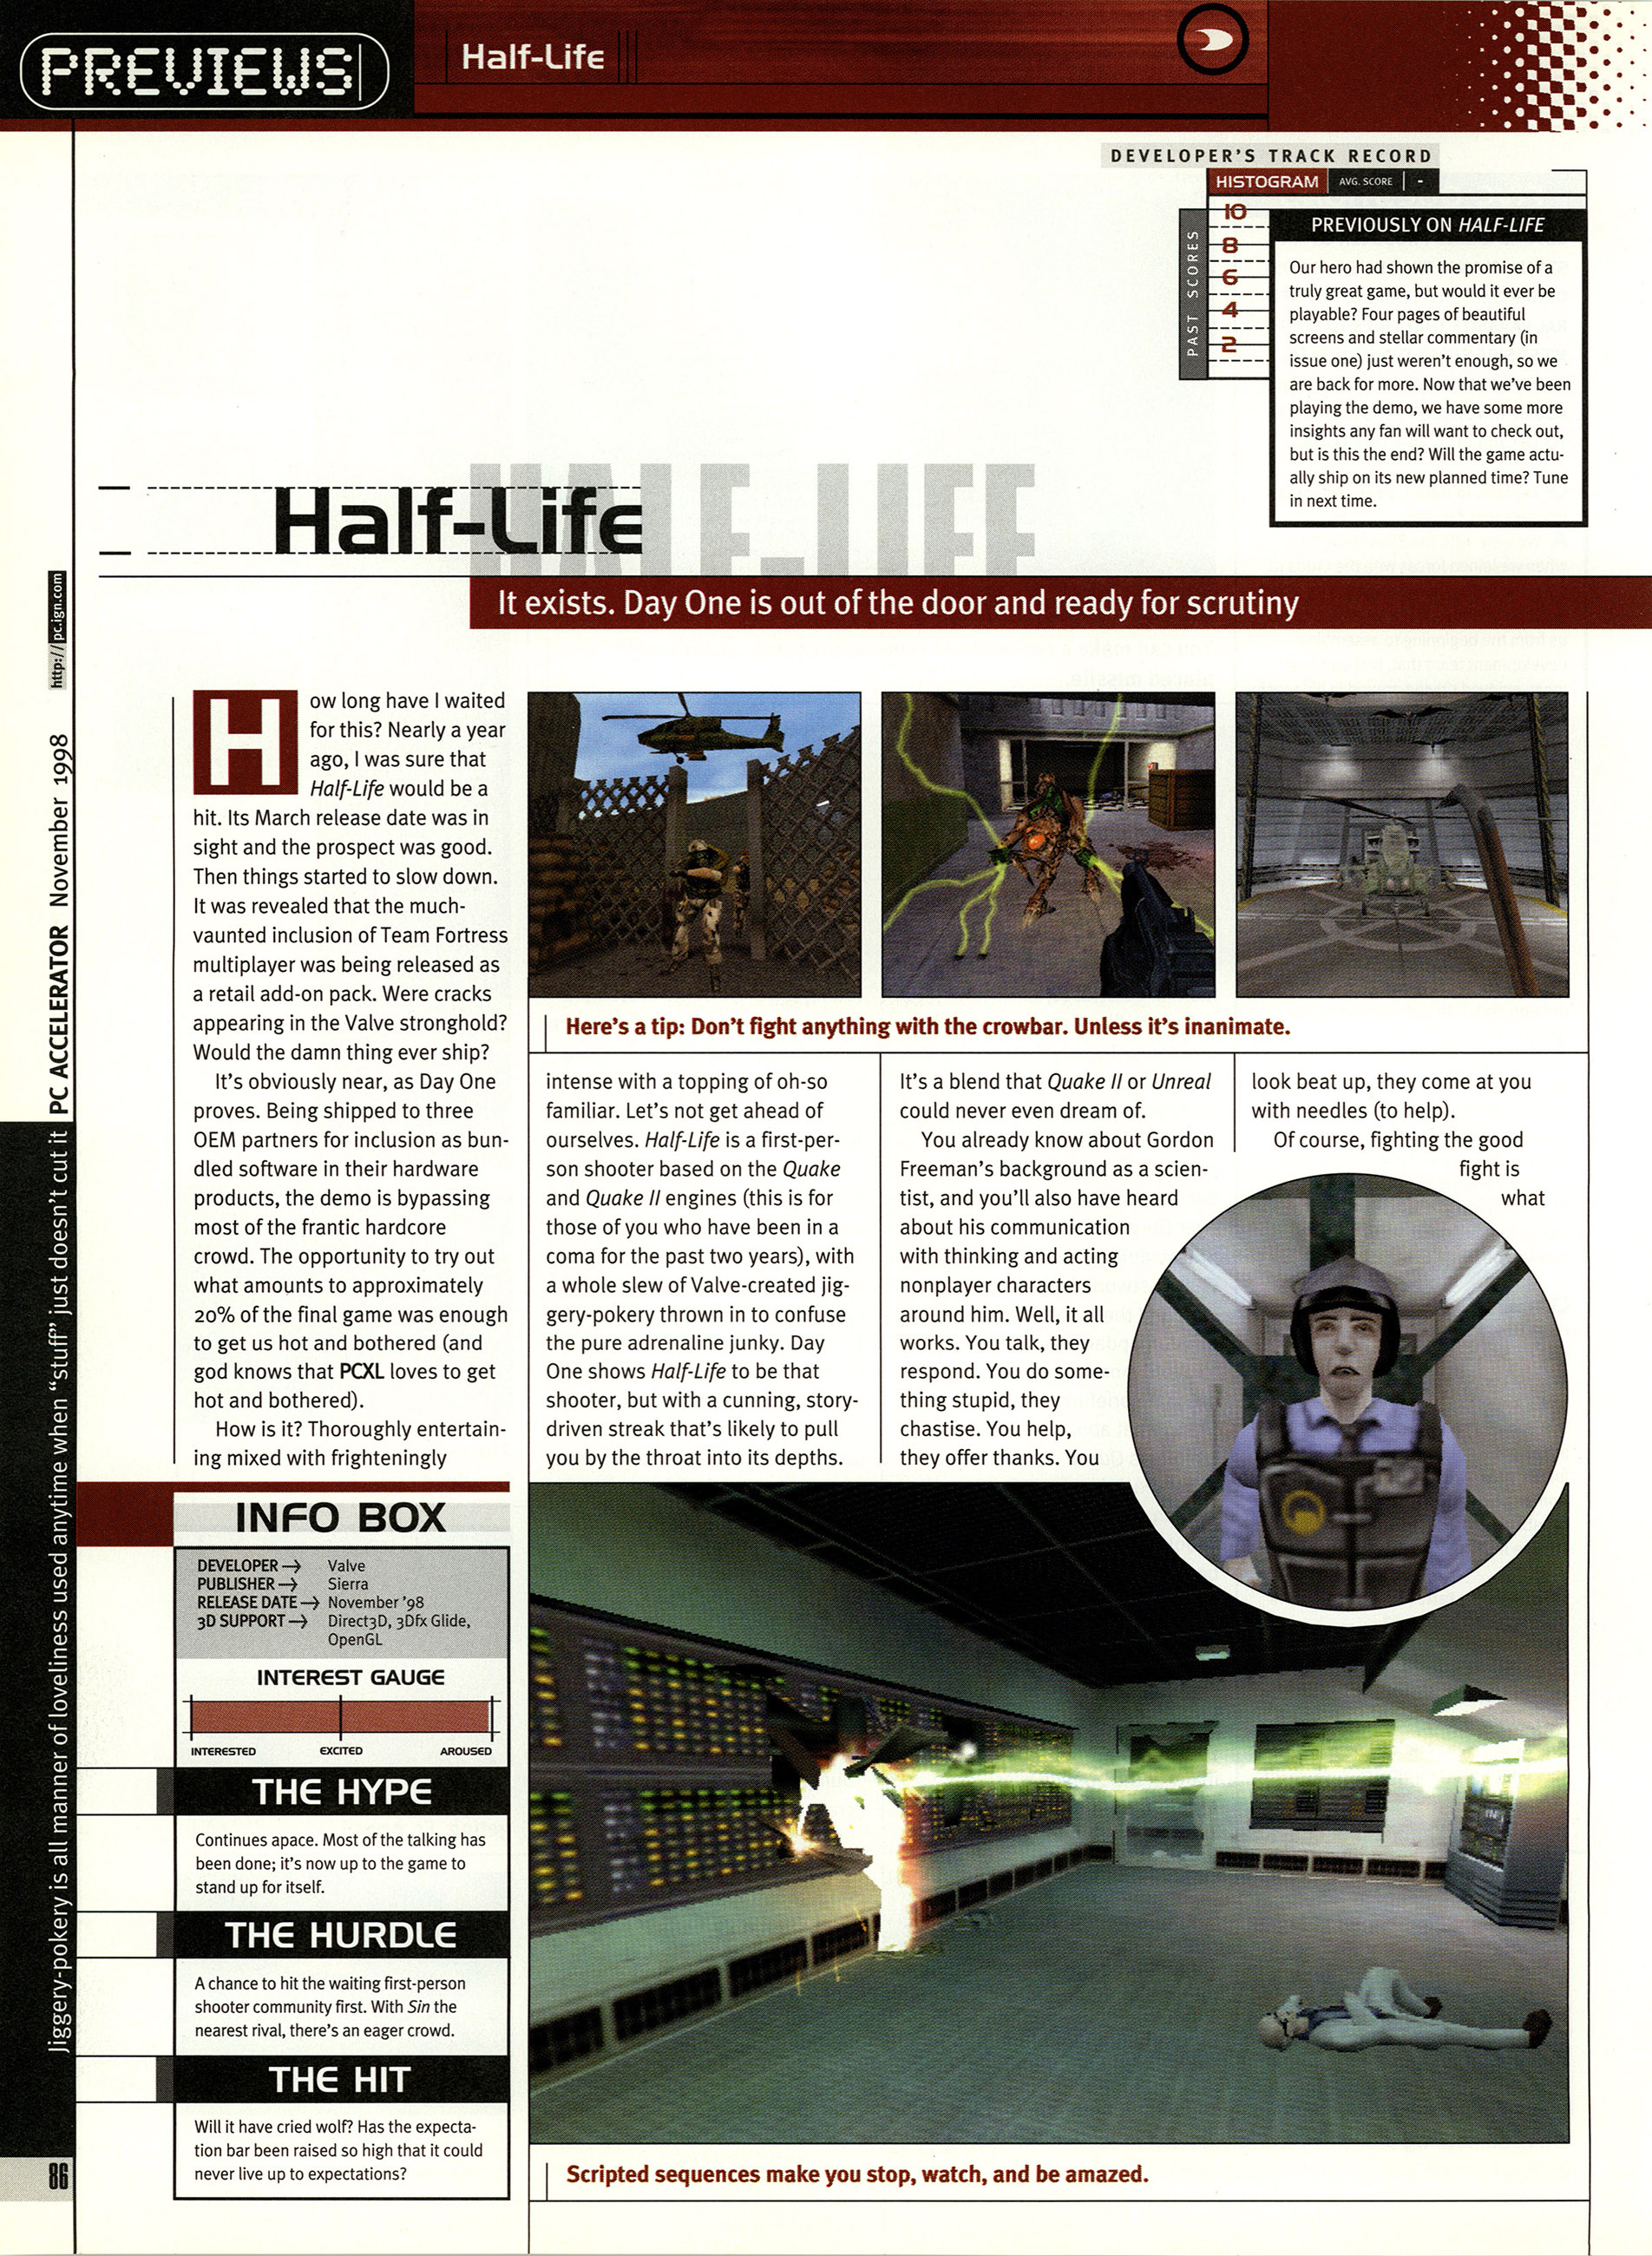 PREVIEWS
Half-Life
DEVELOPER'S TRACK RECORD
HISTOGRAM AVG. SCORE -
PAST SCORES
10
8
6
4
2
PREVIOUSLY ON HALF-LIFE
Our hero had shown the promise of a
truly great game, but would it ever be
playable? Four pages of beautiful
screens and stellar commentary (in
issue one) just weren't enough, so we
are back for more. Now that we've been
playing the demo, we have some more
insights any fan will want to check out,
but is this the end? Will the game actu-
ally ship on its new planned time? Tune
in next time.
HALF-LIFE
Half-Life
It exists. Day One is out of the door and ready for scrutiny
How long have I waited
for this? Nearly a year
ago, I was sure that
Half-Life would be a
hit. Its March release date was in
sight and the prospect was good.
Then things started to slow down.
It was revealed that the much-
vaunted inclusion of Team Fortress
multiplayer was being released as
a retail add-on pack. Were cracks
appearing in the Valve stronghold?
Would the damn thing ever ship?
It's obviously near, as Day One
proves. Being shipped to three
OEM partners for inclusion as bun-
dled software in their hardware
products, the demo is bypassing
most of the frantic hardcore
crowd. The opportunity to try out
what amounts to approximately
20% of the final game was enough
to get us hot and bothered (and
god knows that PCXL loves to get
hot and bothered).
How is it? Thoroughly entertain-
ing mixed with frighteningly
Here's a tip: Don't fight anything with the crowbar. Unless it's inanimate.
intense with a topping of oh-so
familiar. Let's not get ahead of
ourselves. Half-Life is a first-per-
son shooter based on the Quake
and Quake II engines (this is for
those of you who have been in a
coma for the past two years), with
a whole slew of Valve-created jig-
gery-pokery thrown in to confuse
the pure adrenaline junky. Day
One shows Half-Life to be that
shooter, but with a cunning, story-
driven streak that's likely to pull
you by the throat into its depths.
It's a blend that Quake II or Unreal
could never even dream of.
You already know about Gordon
Freeman's background as a scien-
tist, and you'll also have heard
about his communication
with thinking and acting
nonplayer characters
around him. Well, it all
works. You talk, they
respond. You do some-
thing stupid, they
chastise. You help,
they offer thanks. You
look beat up, they come at you
with needles (to help).
Of course, fighting the good
fight is
what
INFO BOX
DEVELOPER → Valve
PUBLISHER → Sierra
RELEASE DATE → November '98
3D SUPPORT → Direct3D, 3Dfx Glide,
OpenGL
INTEREST GAUGE
INTERESTED EXCITED AROUSED
THE HYPE
Continues apace. Most of the talking has
been done; it's now up to the game to
stand up for itself.
THE HURDLE
A chance to hit the waiting first-person
shooter community first. With Sin the
nearest rival, there's an eager crowd.
THE HIT
Will it have cried wolf? Has the expecta-
tion bar been raised so high that it could
never live up to expectations?
Scripted sequences make you stop, watch, and be amazed.
Jiggery-pokery is all manner of loveliness used anytime when "stuff" just doesn't cut it PC ACCELERATOR November 1998 http://pc.ign.com
86